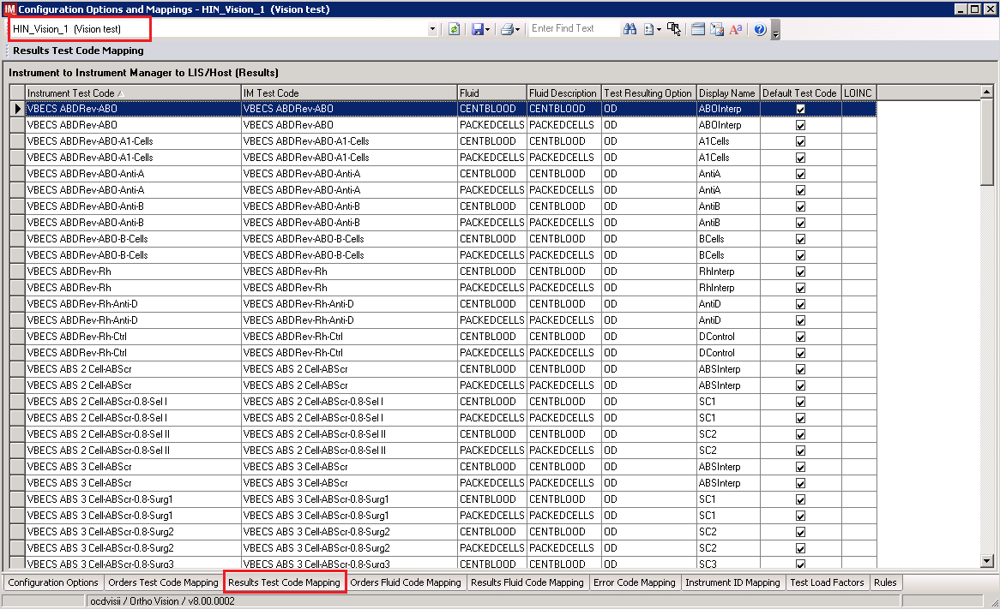 IM Configuration Options and Mappings - HIN_Vision_1 (Vision test)
HIN_Vision_1 (Vision test) Enter Find Text
Results Test Code Mapping
Instrument to Instrument Manager to LIS/Host (Results)
Instrument Test Code IM Test Code Fluid Fluid Description Test Resulting Option Display Name Default Test Code LOINC
VBECS ABDRev-ABO VBECS ABDRev-ABO CENTBLOOD CENTBLOOD OD ABOInterp
VBECS ABDRev-ABO VBECS ABDRev-ABO PACKEDCELLS PACKEDCELLS OD ABOInterp
VBECS ABDRev-ABO-A1-Cells VBECS ABDRev-ABO-A1-Cells CENTBLOOD CENTBLOOD OD A1Cells
VBECS ABDRev-ABO-A1-Cells VBECS ABDRev-ABO-A1-Cells PACKEDCELLS PACKEDCELLS OD A1Cells
VBECS ABDRev-ABO-Anti-A VBECS ABDRev-ABO-Anti-A CENTBLOOD CENTBLOOD OD AntiA
VBECS ABDRev-ABO-Anti-A VBECS ABDRev-ABO-Anti-A PACKEDCELLS PACKEDCELLS OD AntiA
VBECS ABDRev-ABO-Anti-B VBECS ABDRev-ABO-Anti-B CENTBLOOD CENTBLOOD OD AntiB
VBECS ABDRev-ABO-Anti-B VBECS ABDRev-ABO-Anti-B PACKEDCELLS PACKEDCELLS OD AntiB
VBECS ABDRev-ABO-B-Cells VBECS ABDRev-ABO-B-Cells CENTBLOOD CENTBLOOD OD BCells
VBECS ABDRev-ABO-B-Cells VBECS ABDRev-ABO-B-Cells PACKEDCELLS PACKEDCELLS OD BCells
VBECS ABDRev-Rh VBECS ABDRev-Rh CENTBLOOD CENTBLOOD OD RhInterp
VBECS ABDRev-Rh VBECS ABDRev-Rh PACKEDCELLS PACKEDCELLS OD RhInterp
VBECS ABDRev-Rh-Anti-D VBECS ABDRev-Rh-Anti-D CENTBLOOD CENTBLOOD OD AntiD
VBECS ABDRev-Rh-Anti-D VBECS ABDRev-Rh-Anti-D PACKEDCELLS PACKEDCELLS OD AntiD
VBECS ABDRev-Rh-Ctrl VBECS ABDRev-Rh-Ctrl CENTBLOOD CENTBLOOD OD DControl
VBECS ABDRev-Rh-Ctrl VBECS ABDRev-Rh-Ctrl PACKEDCELLS PACKEDCELLS OD DControl
VBECS ABS 2 Cell-ABScr VBECS ABS 2 Cell-ABScr CENTBLOOD CENTBLOOD OD ABSInterp
VBECS ABS 2 Cell-ABScr VBECS ABS 2 Cell-ABScr PACKEDCELLS PACKEDCELLS OD ABSInterp
VBECS ABS 2 Cell-ABScr-0.8-Sel I VBECS ABS 2 Cell-ABScr-0.8-Sel I CENTBLOOD CENTBLOOD OD SC1
VBECS ABS 2 Cell-ABScr-0.8-Sel I VBECS ABS 2 Cell-ABScr-0.8-Sel I PACKEDCELLS PACKEDCELLS OD SC1
VBECS ABS 2 Cell-ABScr-0.8-Sel II VBECS ABS 2 Cell-ABScr-0.8-Sel II CENTBLOOD CENTBLOOD OD SC2
VBECS ABS 2 Cell-ABScr-0.8-Sel II VBECS ABS 2 Cell-ABScr-0.8-Sel II PACKEDCELLS PACKEDCELLS OD SC2
VBECS ABS 3 Cell-ABScr VBECS ABS 3 Cell-ABScr CENTBLOOD CENTBLOOD OD ABSInterp
VBECS ABS 3 Cell-ABScr VBECS ABS 3 Cell-ABScr PACKEDCELLS PACKEDCELLS OD ABSInterp
VBECS ABS 3 Cell-ABScr-0.8-Surg1 VBECS ABS 3 Cell-ABScr-0.8-Surg1 CENTBLOOD CENTBLOOD OD SC1
VBECS ABS 3 Cell-ABScr-0.8-Surg1 VBECS ABS 3 Cell-ABScr-0.8-Surg1 PACKEDCELLS PACKEDCELLS OD SC1
VBECS ABS 3 Cell-ABScr-0.8-Surg2 VBECS ABS 3 Cell-ABScr-0.8-Surg2 CENTBLOOD CENTBLOOD OD SC2
VBECS ABS 3 Cell-ABScr-0.8-Surg2 VBECS ABS 3 Cell-ABScr-0.8-Surg2 PACKEDCELLS PACKEDCELLS OD SC2
VBECS ABS 3 Cell-ABScr-0.8-Surg3 VBECS ABS 3 Cell-ABScr-0.8-Surg3 CENTBLOOD CENTBLOOD OD SC3
Configuration Options Orders Test Code Mapping Results Test Code Mapping Orders Fluid Code Mapping Results Fluid Code Mapping Error Code Mapping Instrument ID Mapping Test Load Factors Rules
ocdvisii / Ortho Vision / v8.00.0002